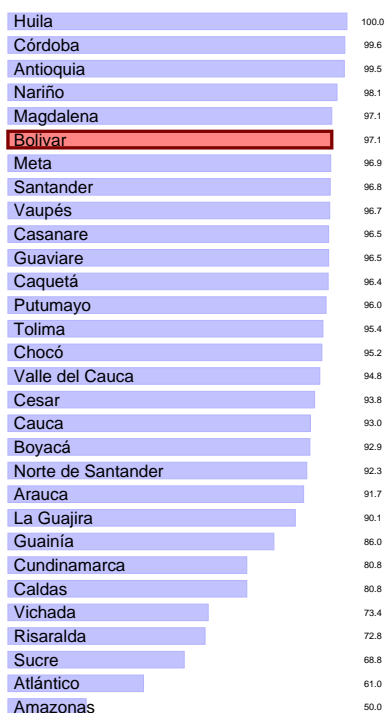 Huila 100.0
Córdoba 99.6
Antioquia 99.5
Nariño 98.1
Magdalena 97.1
Bolivar 97.1
Meta 96.9
Santander 96.8
Vaupés 96.7
Casanare 96.5
Guaviare 96.5
Caquetá 96.4
Putumayo 96.0
Tolima 95.4
Chocó 95.2
Valle del Cauca 94.8
Cesar 93.8
Cauca 93.0
Boyacá 92.9
Norte de Santander 92.3
Arauca 91.7
La Guajira 90.1
Guainía 86.0
Cundinamarca 80.8
Caldas 80.8
Vichada 73.4
Risaralda 72.8
Sucre 68.8
Atlántico 61.0
Amazonas 50.0